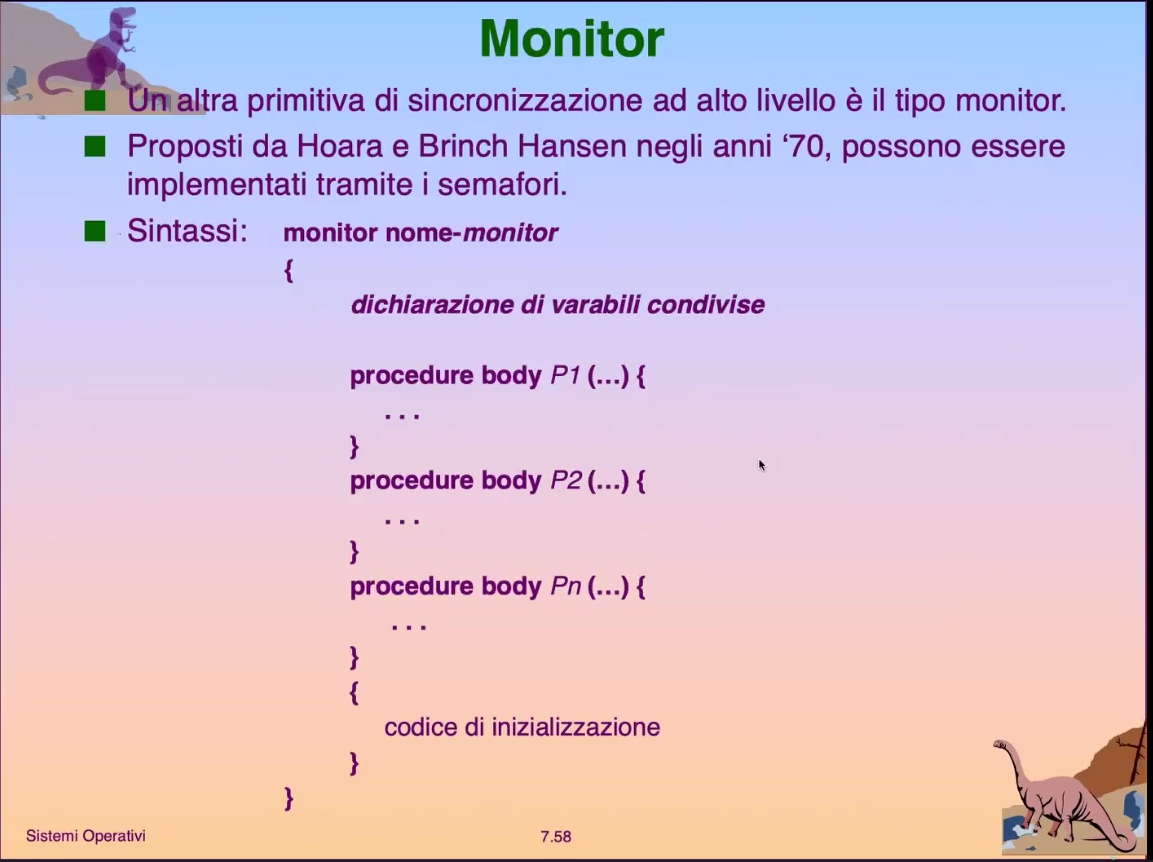 Monitor
Un altra primitiva di sincronizzazione ad alto livello è il tipo monitor.
Proposti da Hoara e Brinch Hansen negli anni ‘70, possono essere
implementati tramite i semafori.
Sintassi: monitor nome-monitor
{
dichiarazione di varabili condivise
procedure body P1 (...) {
. . .
}
procedure body P2 (...) {
. . .
}
procedure body Pn (...) {
. . .
}
{
codice di inizializzazione
}
}
Sistemi Operativi 7.58